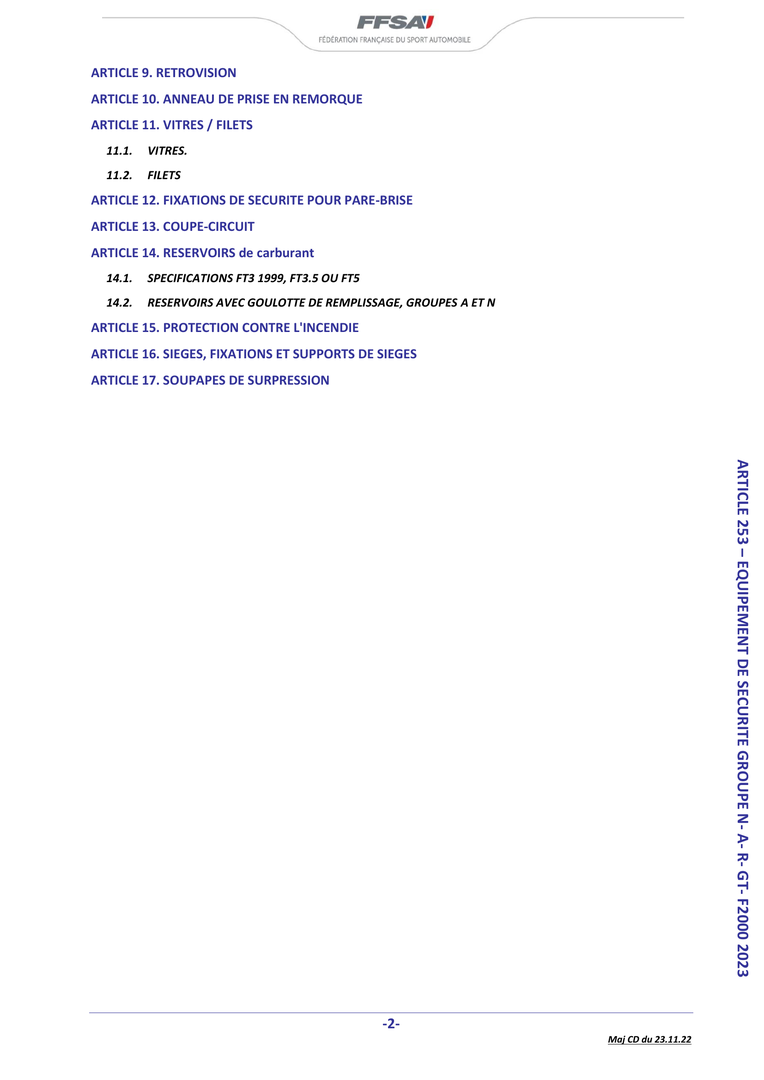 FFSA
FÉDÉRATION FRANÇAISE DU SPORT AUTOMOBILE
ARTICLE 9. RETROVISION
ARTICLE 10. ANNEAU DE PRISE EN REMORQUE
ARTICLE 11. VITRES / FILETS
11.1. VITRES.
11.2. FILETS
ARTICLE 12. FIXATIONS DE SECURITE POUR PARE-BRISE
ARTICLE 13. COUPE-CIRCUIT
ARTICLE 14. RESERVOIRS de carburant
14.1. SPECIFICATIONS FT3 1999, FT3.5 OU FT5
14.2. RESERVOIRS AVEC GOULOTTE DE REMPLISSAGE, GROUPES A ET N
ARTICLE 15. PROTECTION CONTRE L'INCENDIE
ARTICLE 16. SIEGES, FIXATIONS ET SUPPORTS DE SIEGES
ARTICLE 17. SOUPAPES DE SURPRESSION
ARTICLE 253 – EQUIPEMENT DE SECURITE GROUPE N- A- R- GT- F2000 2023
-2-
Maj CD du 23.11.22